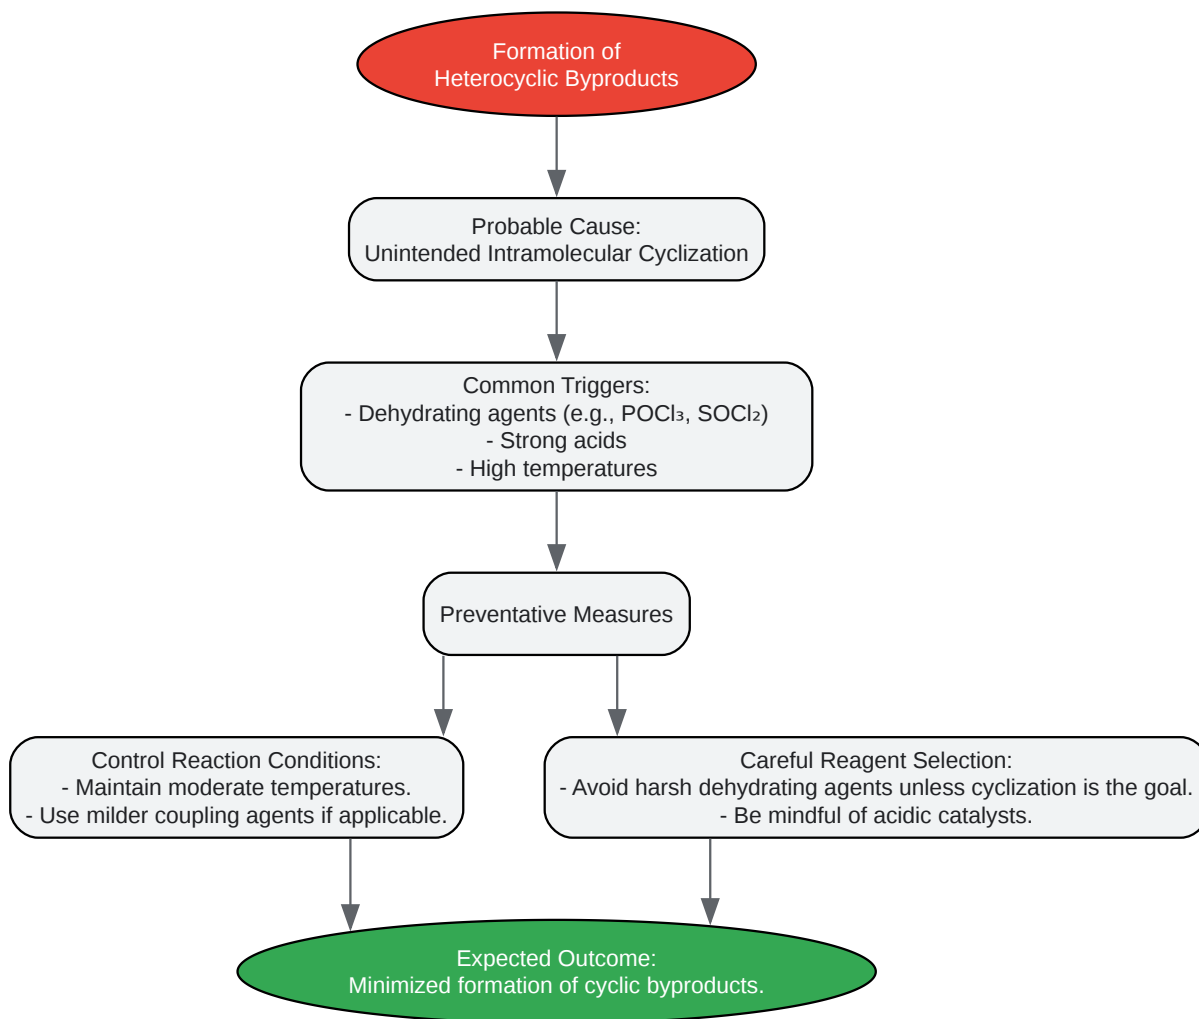 Formation of
Heterocyclic Byproducts
Probable Cause:
Unintended Intramolecular Cyclization
Common Triggers:
- Dehydrating agents (e.g., POCl₃, SOCl₂)
- Strong acids
- High temperatures
Preventative Measures
Control Reaction Conditions:
- Maintain moderate temperatures.
- Use milder coupling agents if applicable.
Careful Reagent Selection:
- Avoid harsh dehydrating agents unless cyclization is the goal.
- Be mindful of acidic catalysts.
Expected Outcome:
Minimized formation of cyclic byproducts.